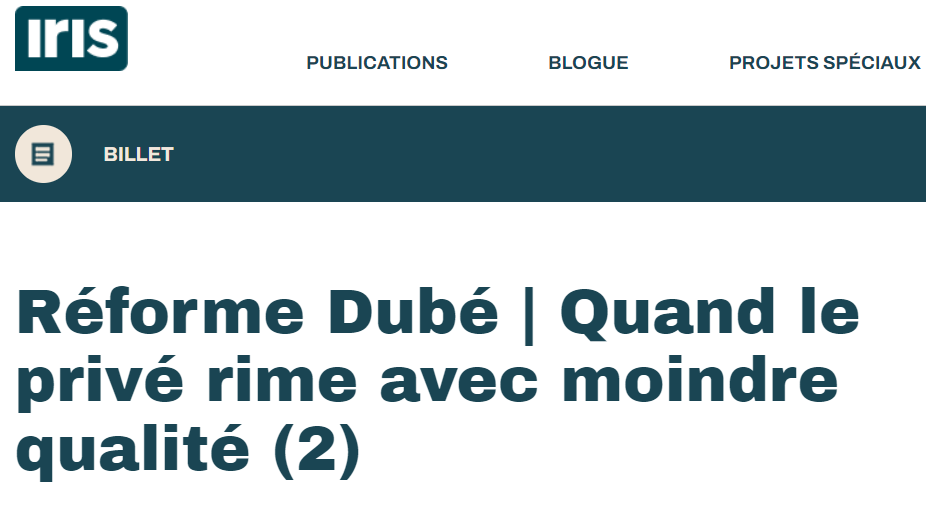 IRIS
PUBLICATIONS BLOGUE PROJETS SPÉCIAUX
BILLET
Réforme Dubé | Quand le
privé rime avec moindre
qualité (2)